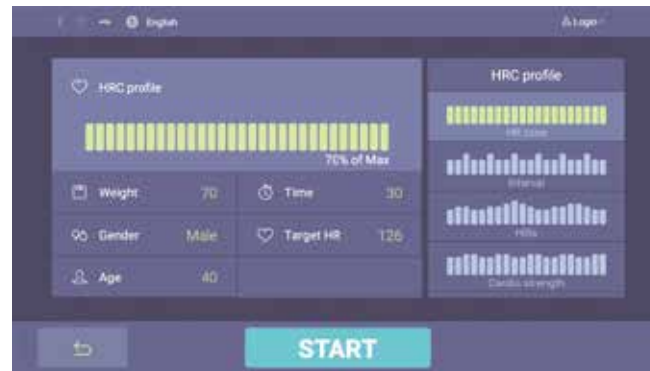 English
Logo
HRC profile
70% of Max
Weight 70
Time 30
Gender Male
Target HR 126
Age 40
HRC profile
HR zone
Interval
Hills
Cardio strength
START